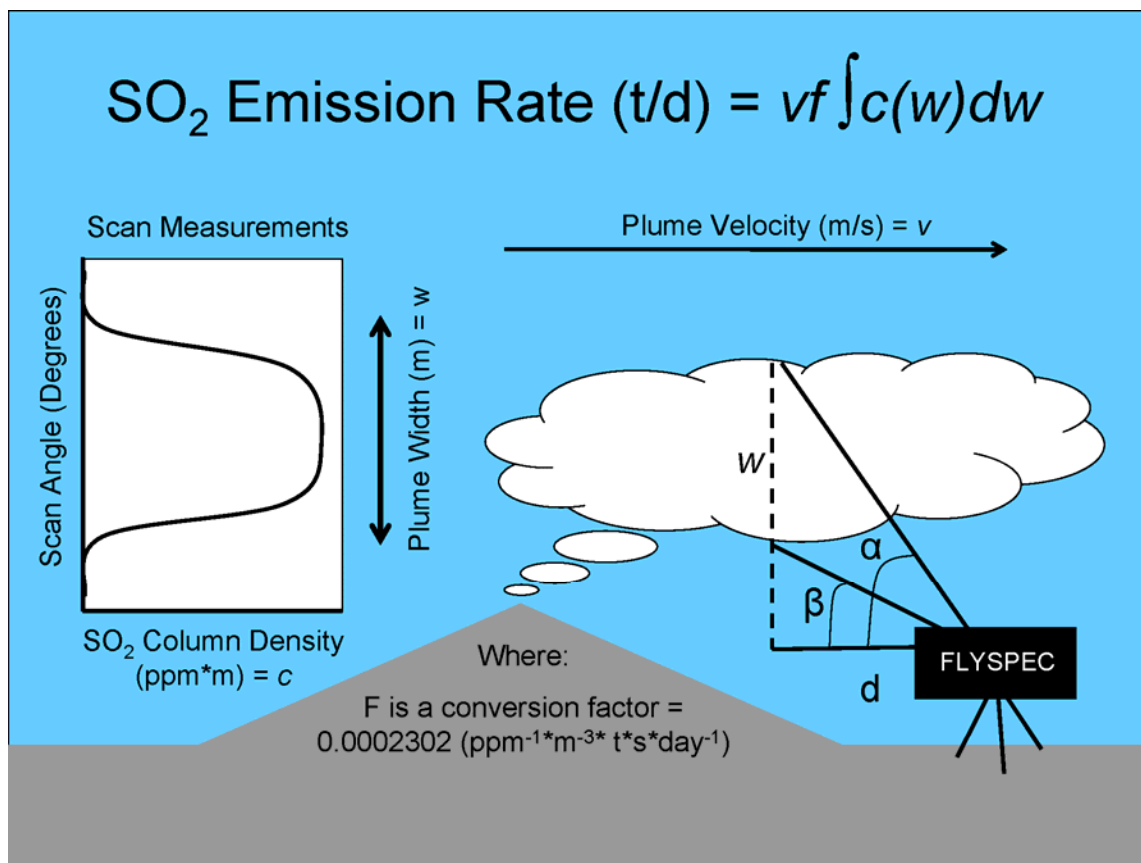 SO₂ Emission Rate (t/d) = vf ∫c(w)dw
Scan Measurements
Scan Angle (Degrees)
SO₂ Column Density
(ppm*m) = c
Plume Width (m) = w
Plume Velocity (m/s) = v
w
α
β
d
FLYSPEC
Where:
F is a conversion factor =
0.0002302 (ppm⁻¹*m⁻³* t*s*day⁻¹)